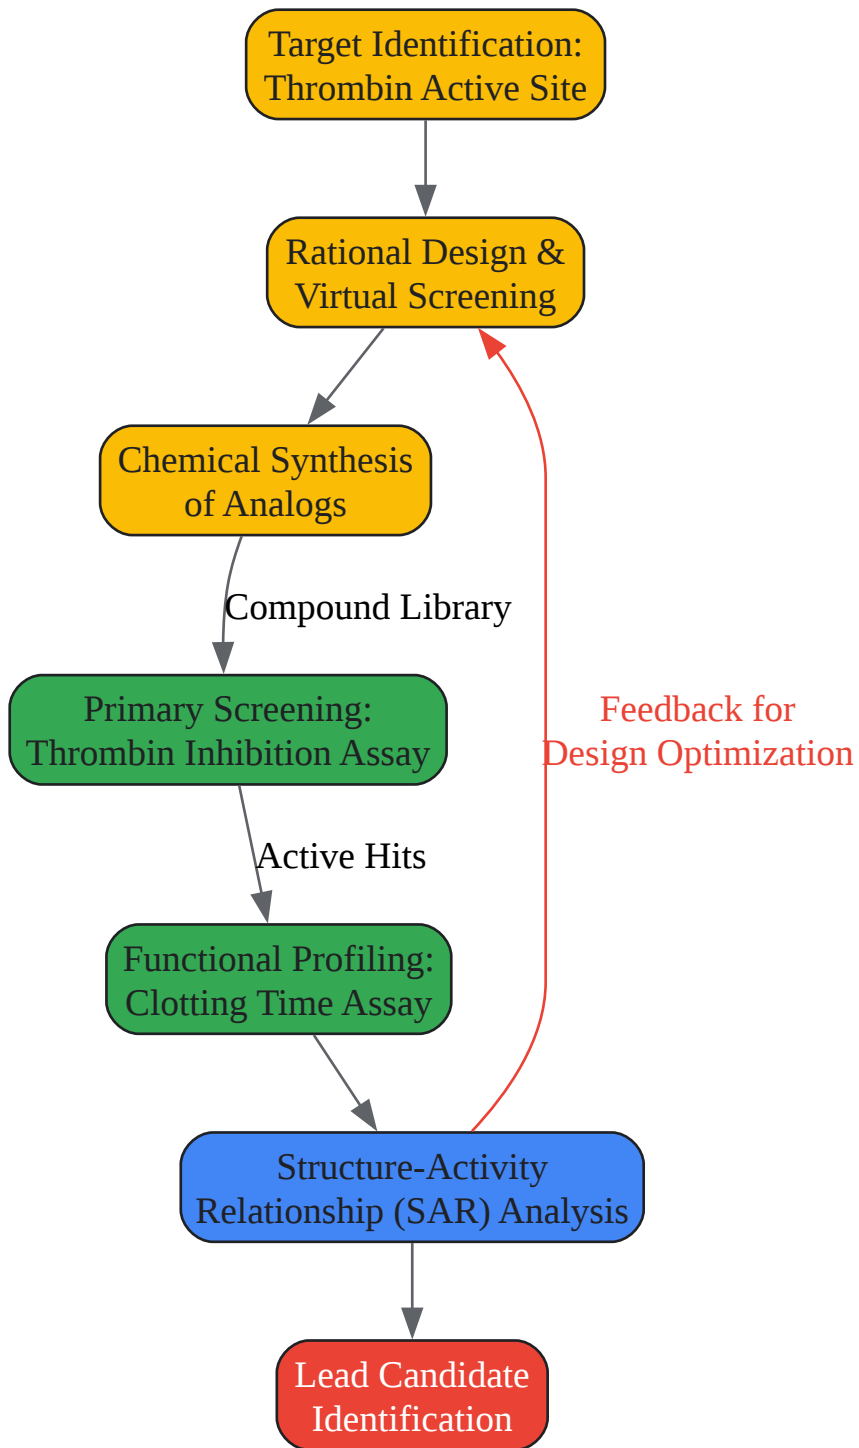 Target Identification:
Thrombin Active Site
Rational Design &
Virtual Screening
Chemical Synthesis
of Analogs
Compound Library
Primary Screening:
Thrombin Inhibition Assay
Feedback for
Design Optimization
Active Hits
Functional Profiling:
Clotting Time Assay
Structure-Activity
Relationship (SAR) Analysis
Lead Candidate
Identification